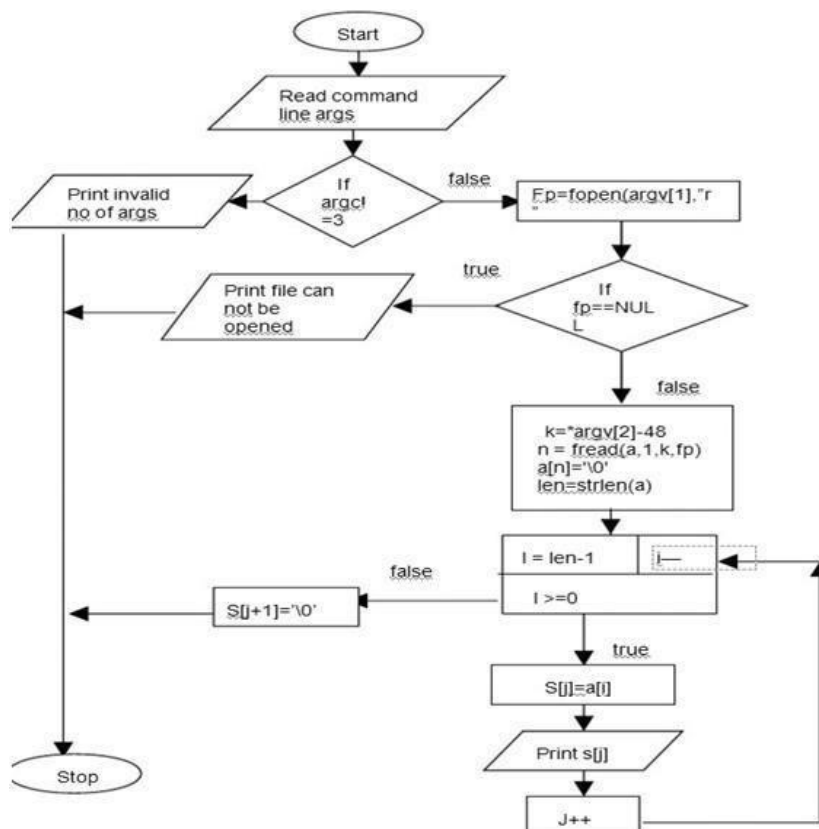 Start
Read command
line args
If
argc!
=3
false
Print invalid
no of args
Fp=fopen(argv[1],"r
"
true
If
fp==NUL
L
Print file can
not be
opened
false
k=*argv[2]-48
n = fread(a,1,k,fp)
a[n]='\0'
len=strlen(a)
I = len-1
i—
I >=0
false
S[j+1]='\0'
true
S[j]=a[i]
Print s[j]
J++
Stop